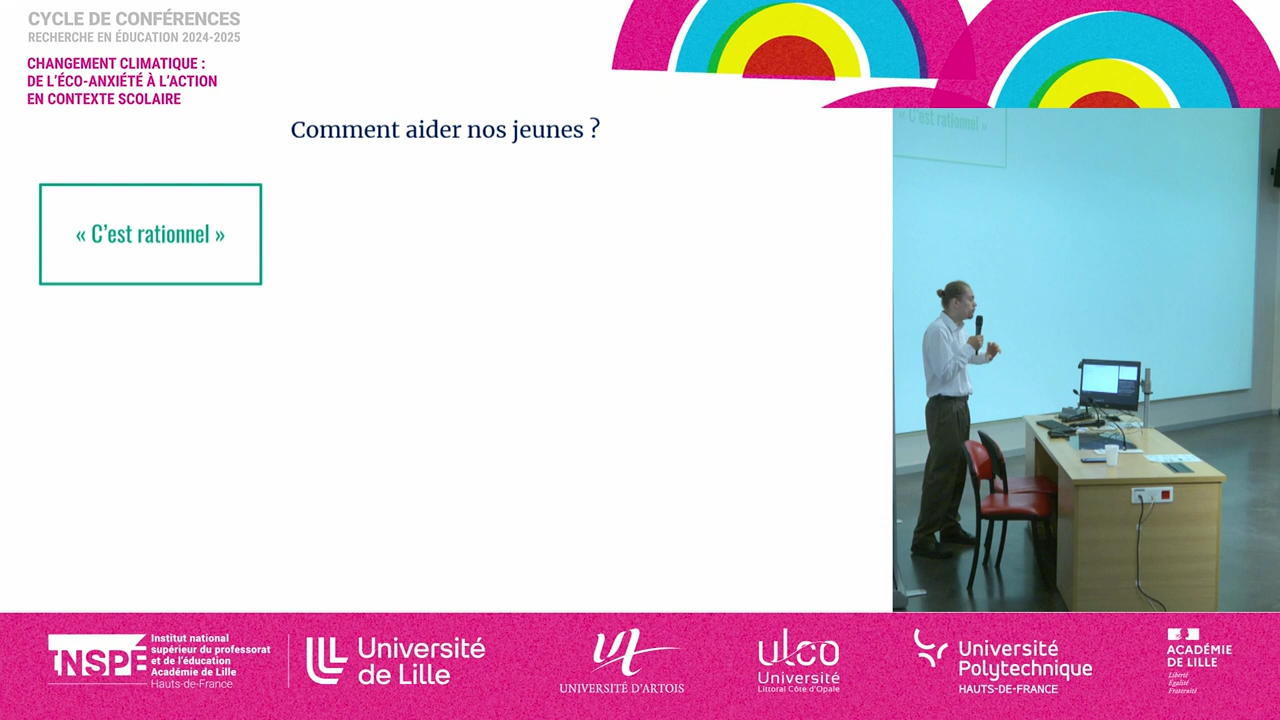 CYCLE DE CONFÉRENCES
RECHERCHE EN ÉDUCATION 2024-2025
CHANGEMENT CLIMATIQUE :
DE L'ÉCO-ANXIÉTÉ À L'ACTION
EN CONTEXTE SCOLAIRE
Comment aider nos jeunes ?
« C'est rationnel »
« C'est rationnel »
INSPÉ
Institut national
supérieur du professorat
et de l'éducation
Académie de Lille
Hauts-de-France
Université
de Lille
UNIVERSITÉ D'ARTOIS
ulco
Université
Littoral Côte d'Opale
Université
Polytechnique
HAUTS-DE-FRANCE
ACADÉMIE
DE LILLE
Liberté
Égalité
Fraternité